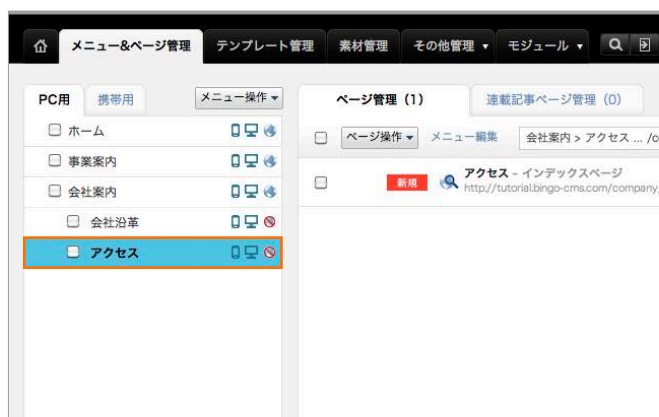 メニュー&ページ管理 テンプレート管理 素材管理 その他管理 ▼ モジュール ▼
PC用 携帯用 メニュー操作▼
ページ管理 (1) 連載記事ページ管理 (0)
ホーム
ページ操作▼ メニュー編集 会社案内 > アクセス ... /c
事業案内
アクセス - インデックスページ
新規 http://tutorial.bingo-cms.com/company/
会社案内
会社沿革
アクセス